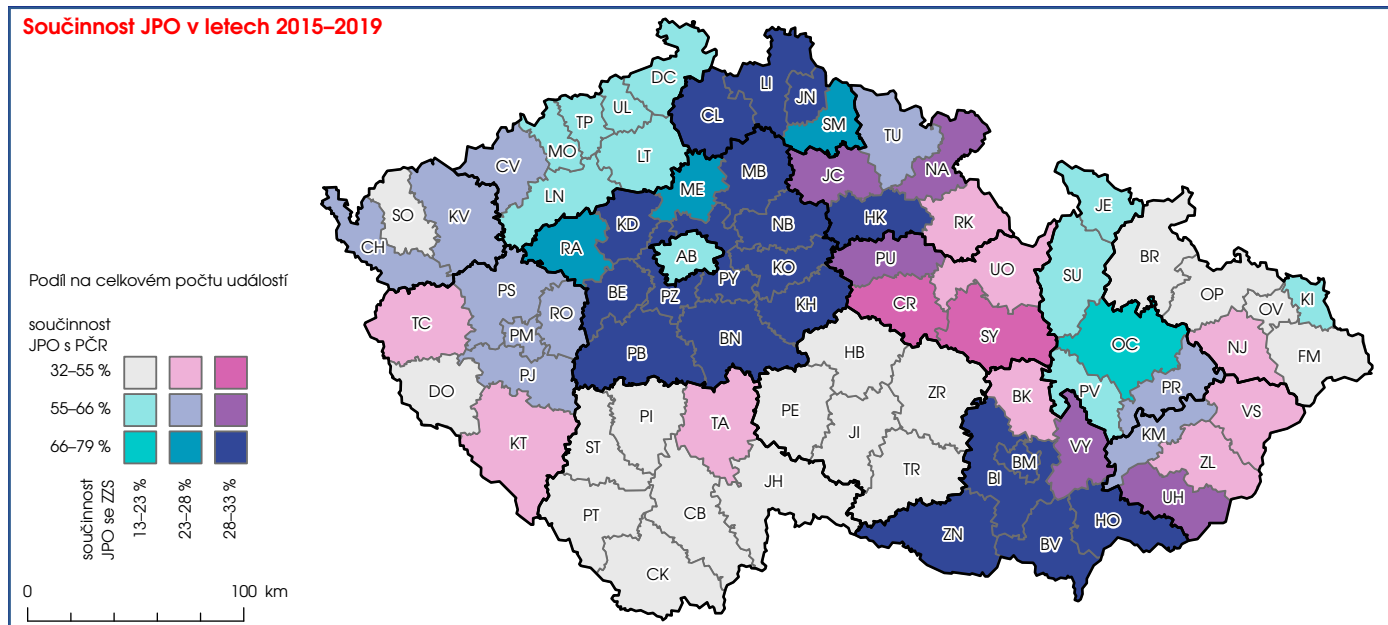 Součinnost JPO v letech 2015–2019
DC
LI
UL
JN
TP
CL
SM
TU
MO
LT
CV
MB
JC
NA
ME
LN
SO
KV
KD
NB
HK
RK
JE
CH
RA
AB
BR
KO
PU
UO
SU
PY
OP
KI
PS
BE
PZ
KH
CR
OV
RO
TC
PM
SY
OC
NJ
FM
PB
BN
HB
PJ
PR
DO
BK
PV
ZR
VS
PI
TA
PE
KM
JI
KT
ST
VY
ZL
BM
TR
BI
JH
UH
PT
CB
HO
ZN
BV
CK
Podíl na celkovém počtu událostí
součinnost
JPO s PČR
32–55 %
55–66 %
66–79 %
součinnost
JPO se ZZS
13–23 %
23–28 %
28–33 %
0
100 km